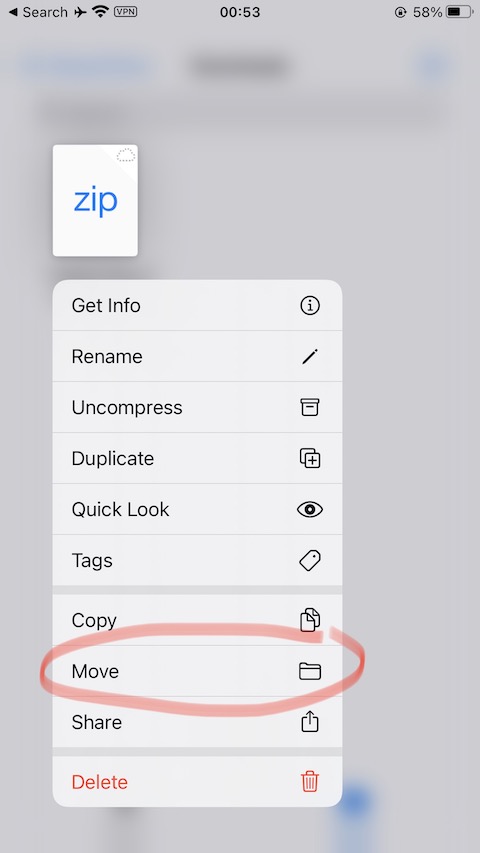 Search VPN 00:53 58%
zip
Get Info
Rename
Uncompress
Duplicate
Quick Look
Tags
Copy
Move
Share
Delete